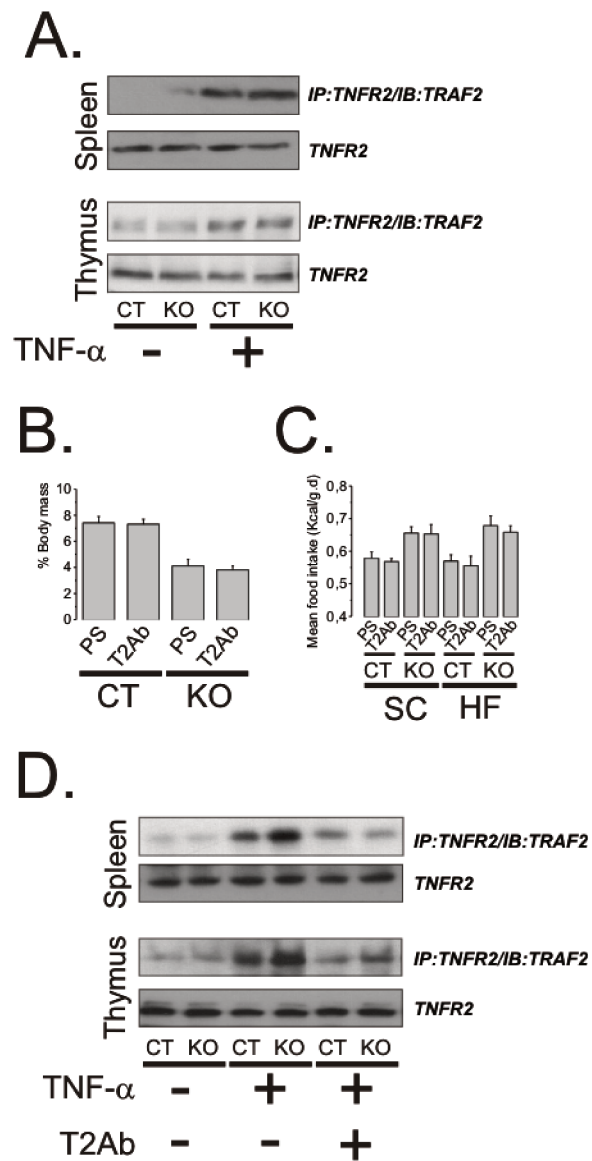 A.
Spleen
IP:TNFR2/IB:TRAF2
TNFR2
Thymus
IP:TNFR2/IB:TRAF2
TNFR2
CT KO CT KO
TNF-α - +
B.
% Body mass
10
8
6
4
2
0
PS T2Ab PS T2Ab
CT KO
C.
Mean food intake (Kcal/g.d)
0,8
0,7
0,6
0,5
0,4
PS T2Ab PS T2Ab PS T2Ab PS T2Ab
CT KO CT KO
SC HF
D.
Spleen
IP:TNFR2/IB:TRAF2
TNFR2
Thymus
IP:TNFR2/IB:TRAF2
TNFR2
CT KO CT KO CT KO
TNF-α - + +
T2Ab - - +